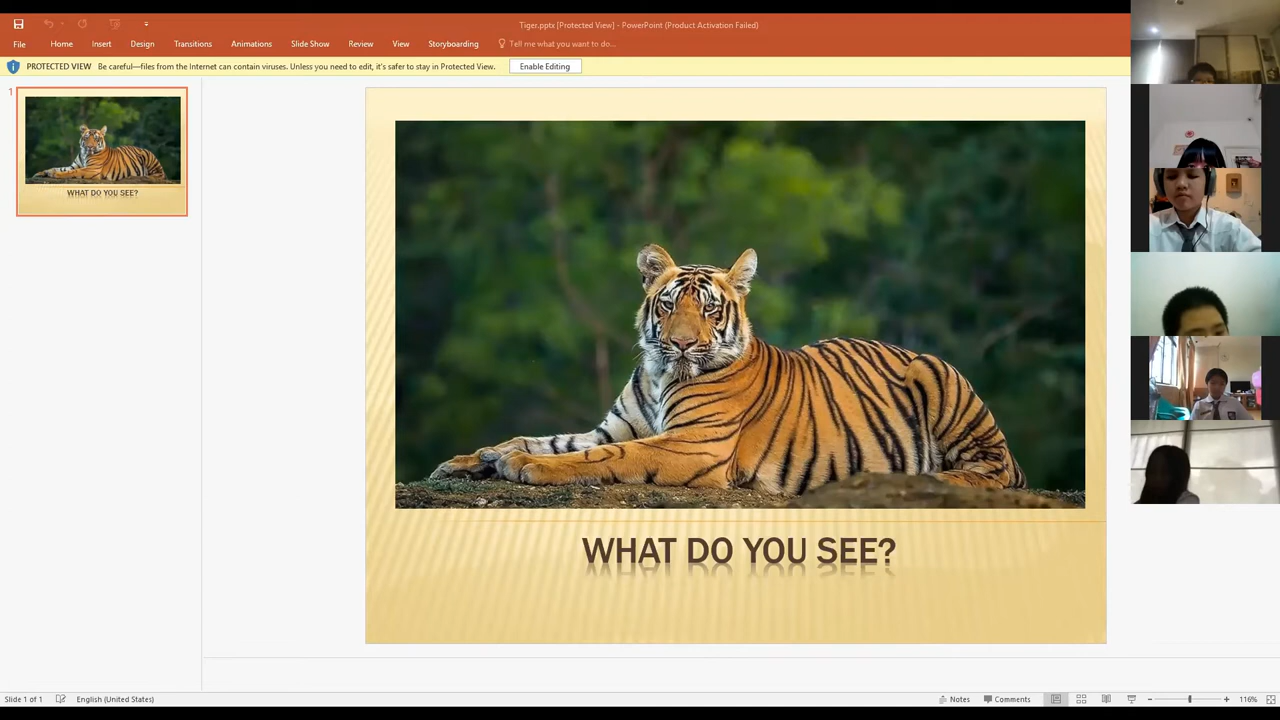 Tiger.pptx [Protected View] - PowerPoint (Product Activation Failed)
File Home Insert Design Transitions Animations Slide Show Review View Storyboarding Tell me what you want to do...
PROTECTED VIEW Be careful—files from the Internet can contain viruses. Unless you need to edit, it's safer to stay in Protected View. Enable Editing
1
WHAT DO YOU SEE?
WHAT DO YOU SEE?
Slide 1 of 1 English (United States) Notes Comments 116%